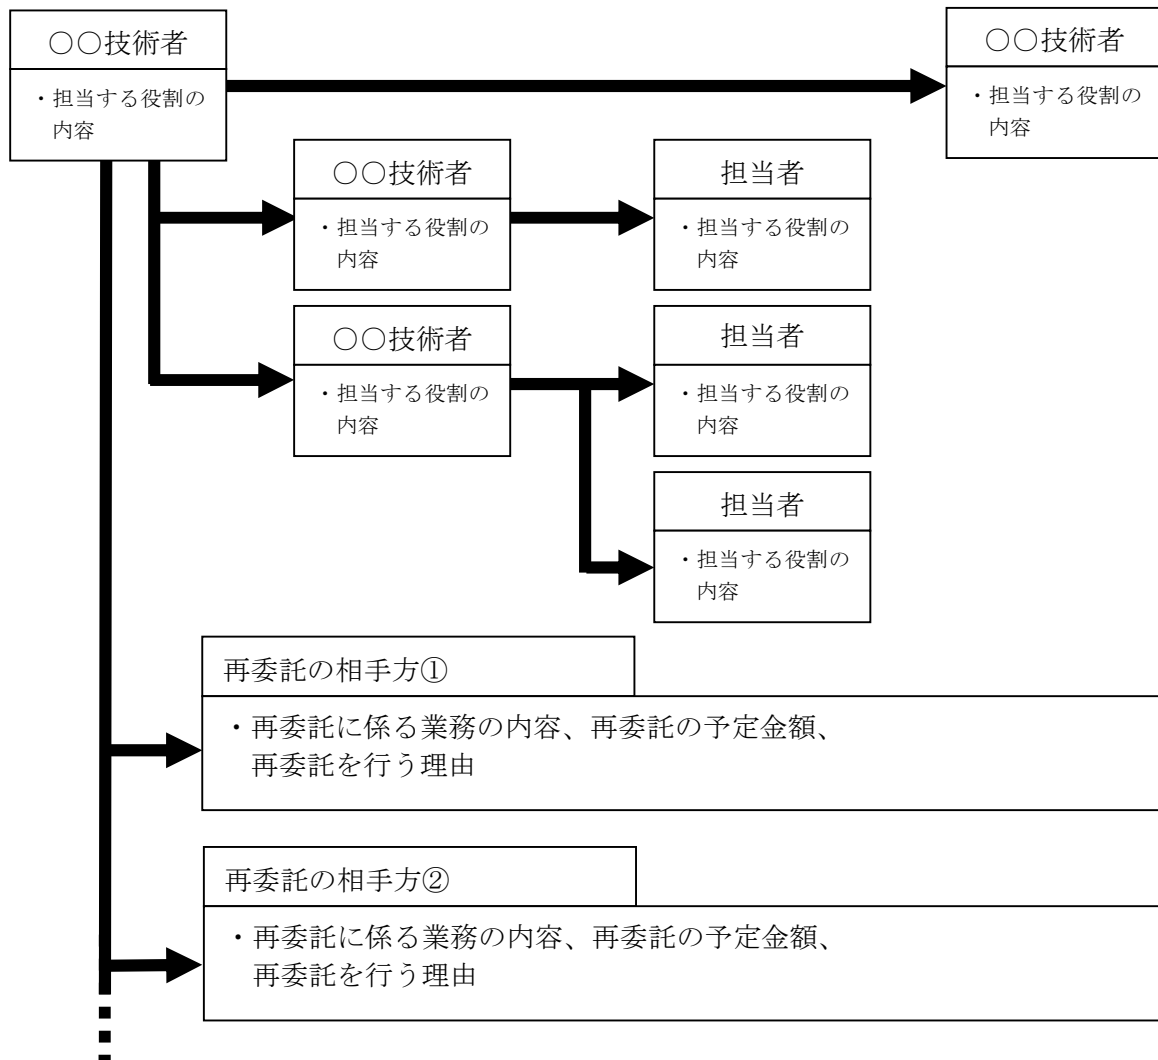 ○○技術者
・担当する役割の
内容
○○技術者
・担当する役割の
内容
○○技術者
・担当する役割の
内容
担当者
・担当する役割の
内容
○○技術者
・担当する役割の
内容
担当者
・担当する役割の
内容
担当者
・担当する役割の
内容
再委託の相手方①
・再委託に係る業務の内容、再委託の予定金額、
再委託を行う理由
再委託の相手方②
・再委託に係る業務の内容、再委託の予定金額、
再委託を行う理由